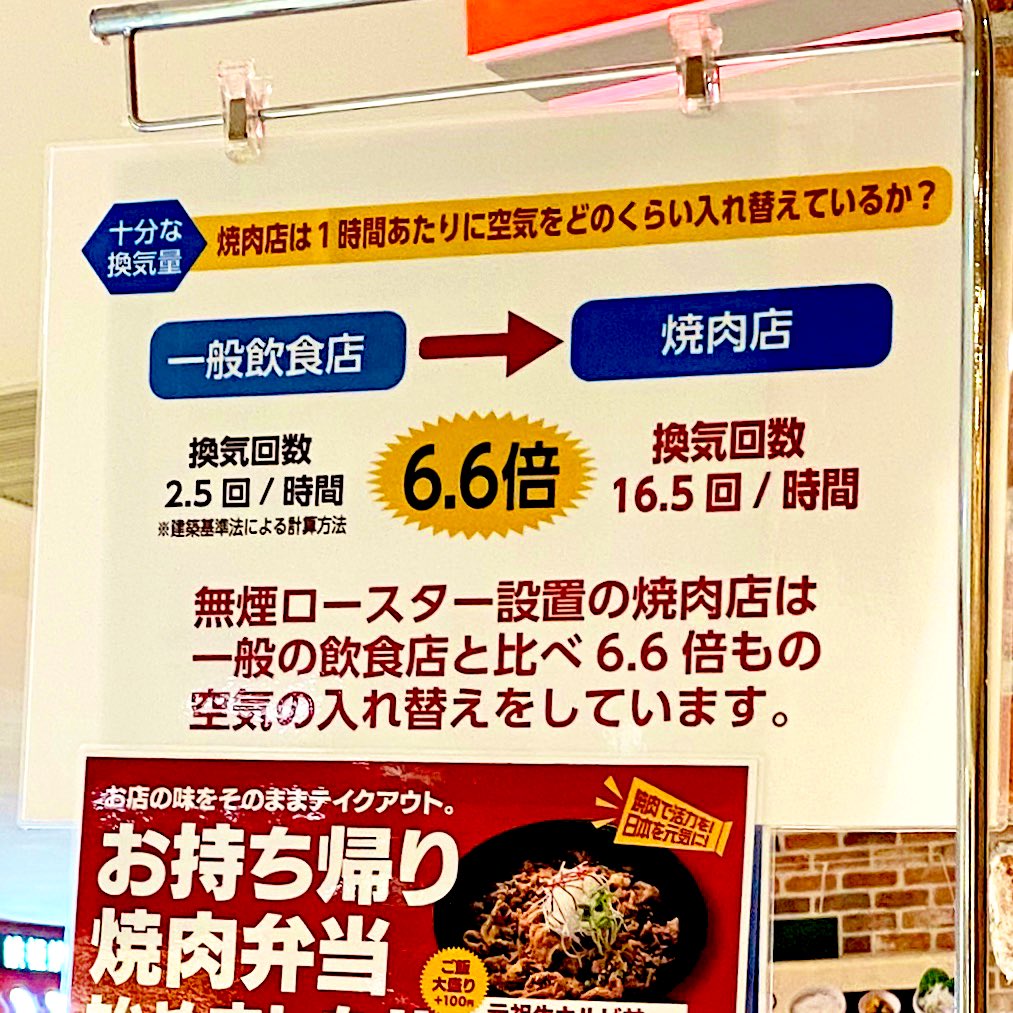 十分な
換気量
焼肉店は1時間あたりに空気をどのくらい入れ替えているか？
一般飲食店
焼肉店
換気回数
2.5回/時間
※建築基準法による計算方法
6.6倍
換気回数
16.5回/時間
無煙ロースター設置の焼肉店は
一般の飲食店と比べ6.6倍もの
空気の入れ替えをしています。
お店の味をそのままテイクアウト。
焼肉で活力を!
日本を元気に!
お持ち帰り
焼肉弁当
ご飯
大盛り
+100円